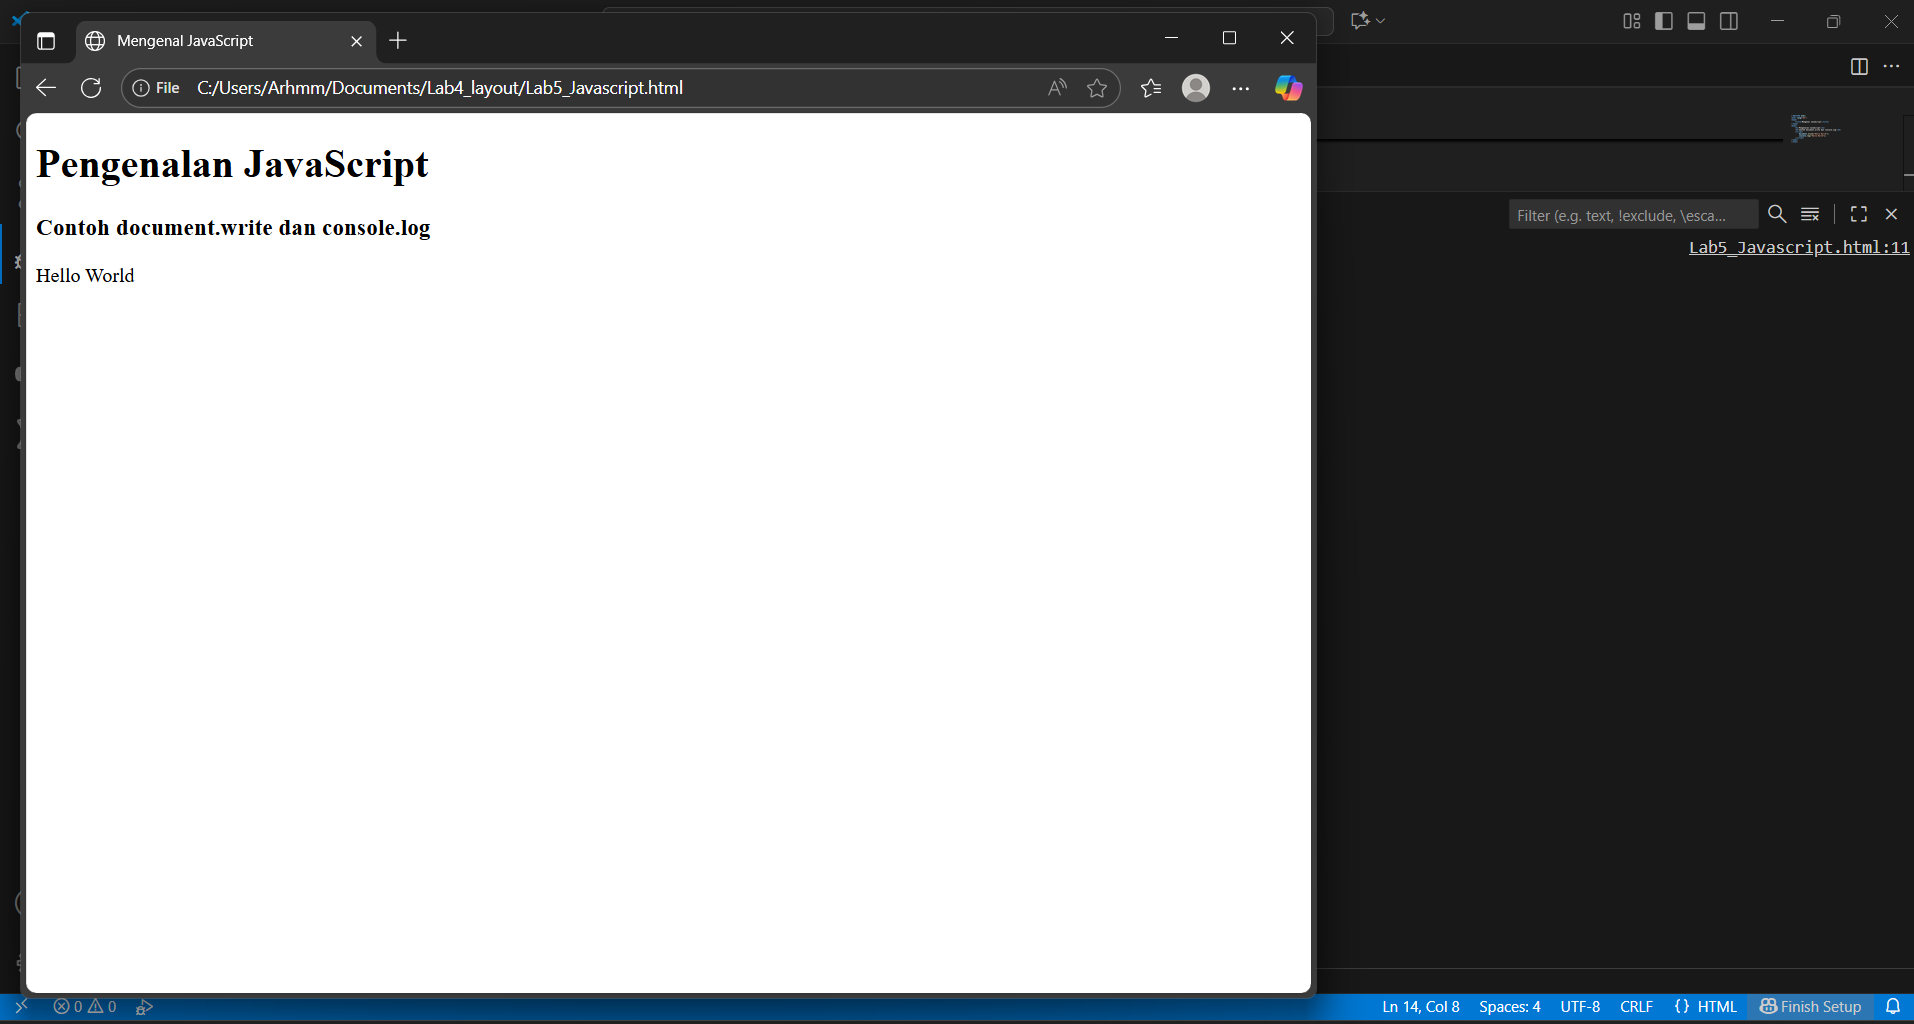 Mengenal JavaScript
File C:/Users/Arhmm/Documents/Lab4_layout/Lab5_Javascript.html
Pengenalan JavaScript
Contoh document.write dan console.log
Hello World
Filter (e.g. text, !exclude, \esca...
Lab5_Javascript.html:11
0 0 Ln 14, Col 8 Spaces: 4 UTF-8 CRLF {} HTML Finish Setup